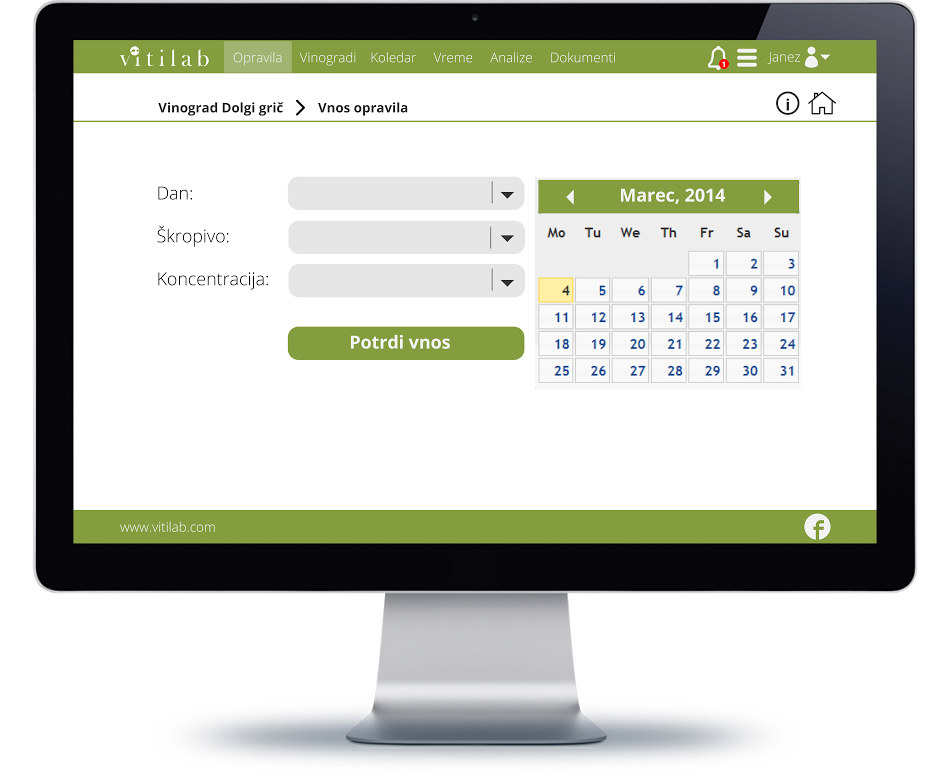 vitilab Opravila Vinogradi Koledar Vreme Analize Dokumenti 1 Janez
Vinograd Dolgi grič Vnos opravila
Dan:
Škropivo:
Koncentracija:
Potrdi vnos
Marec, 2014
Mo Tu We Th Fr Sa Su
1 2 3
4 5 6 7 8 9 10
11 12 13 14 15 16 17
18 19 20 21 22 23 24
25 26 27 28 29 30 31
www.vitilab.com